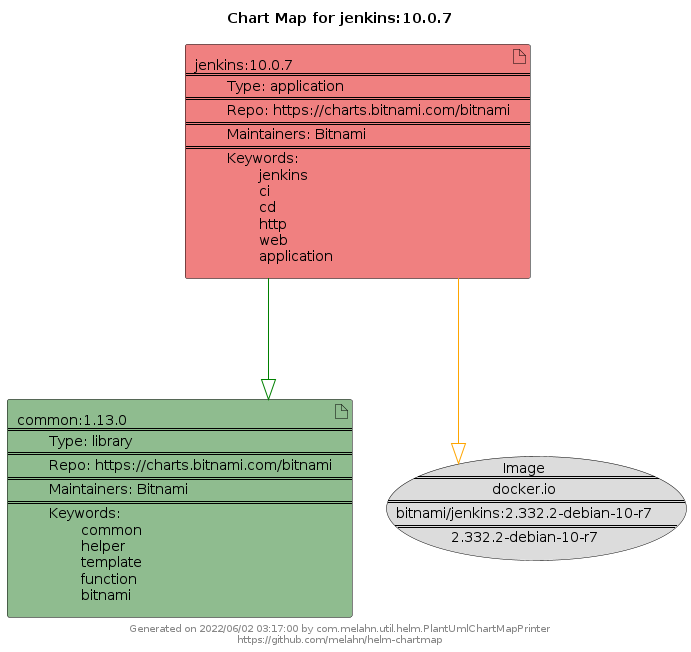 Chart Map for jenkins:10.0.7
jenkins:10.0.7
Type: application
Repo: https://charts.bitnami.com/bitnami
Maintainers: Bitnami
Keywords:
jenkins
ci
cd
http
web
application
common:1.13.0
Type: library
Repo: https://charts.bitnami.com/bitnami
Maintainers: Bitnami
Keywords:
common
helper
template
function
bitnami
Image
docker.io
bitnami/jenkins:2.332.2-debian-10-r7
2.332.2-debian-10-r7
Generated on 2022/06/02 03:17:00 by com.melahn.util.helm.PlantUmlChartMapPrinter
https://github.com/melahn/helm-chartmap